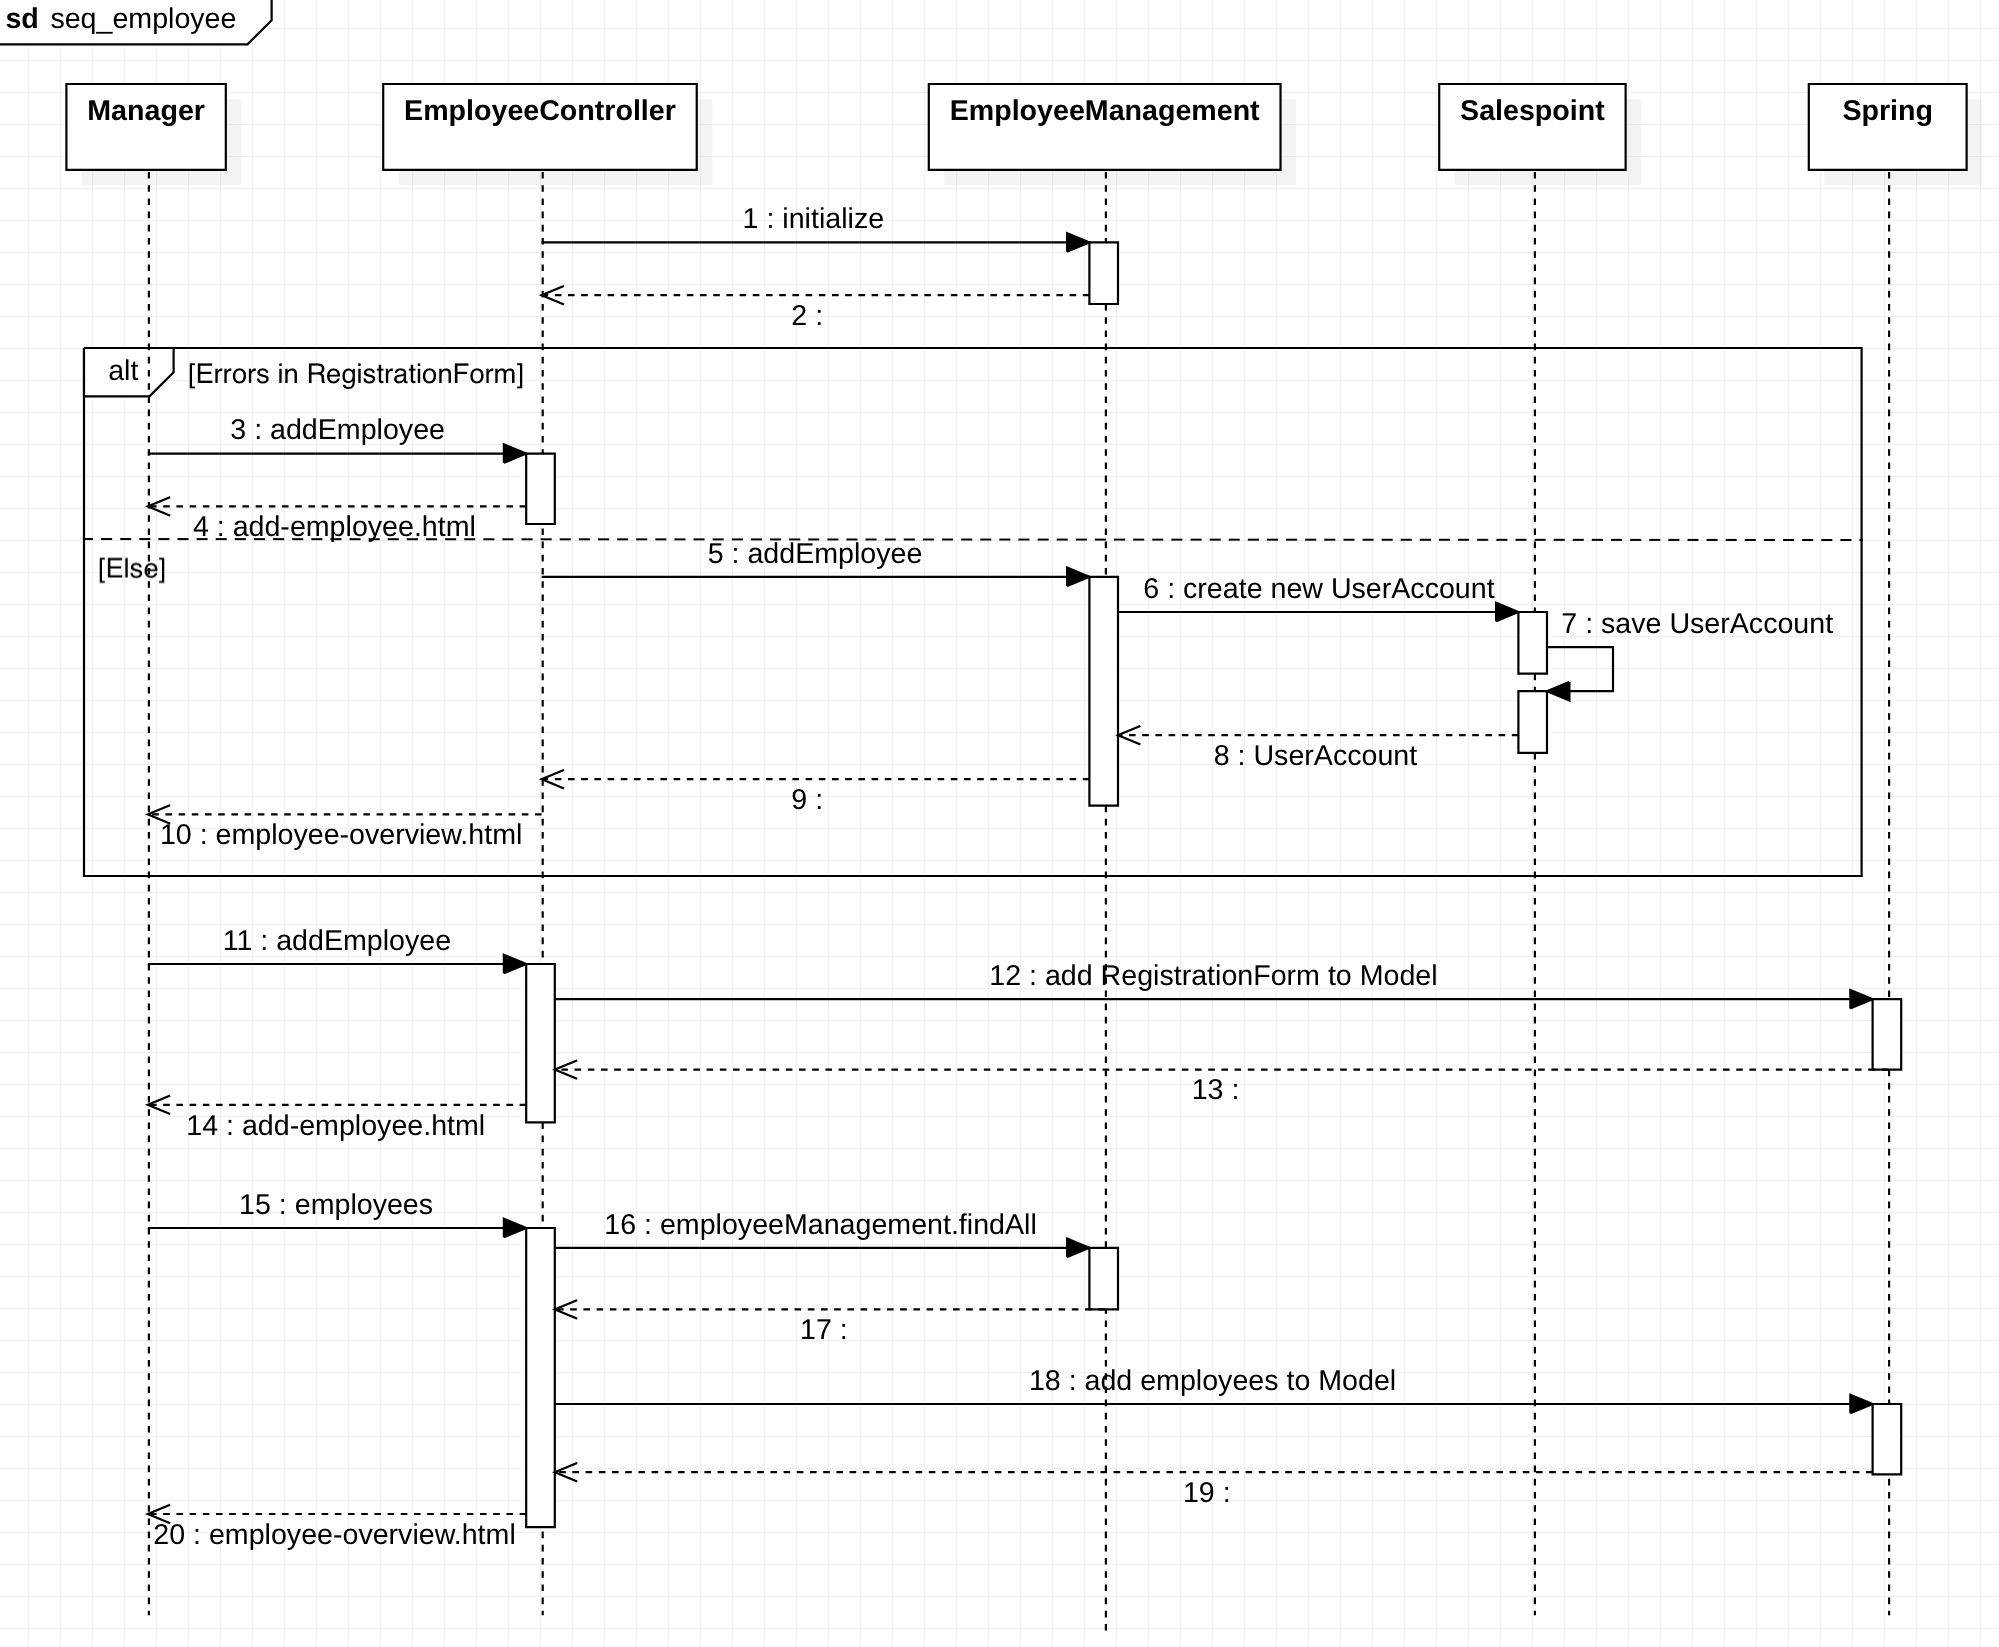 sd seq_employee
Manager
EmployeeController
EmployeeManagement
Salespoint
Spring
1 : initialize
2 :
alt
[Errors in RegistrationForm]
3 : addEmployee
4 : add-employee.html
[Else]
5 : addEmployee
6 : create new UserAccount
7 : save UserAccount
8 : UserAccount
9 :
10 : employee-overview.html
11 : addEmployee
12 : add RegistrationForm to Model
13 :
14 : add-employee.html
15 : employees
16 : employeeManagement.findAll
17 :
18 : add employees to Model
19 :
20 : employee-overview.html